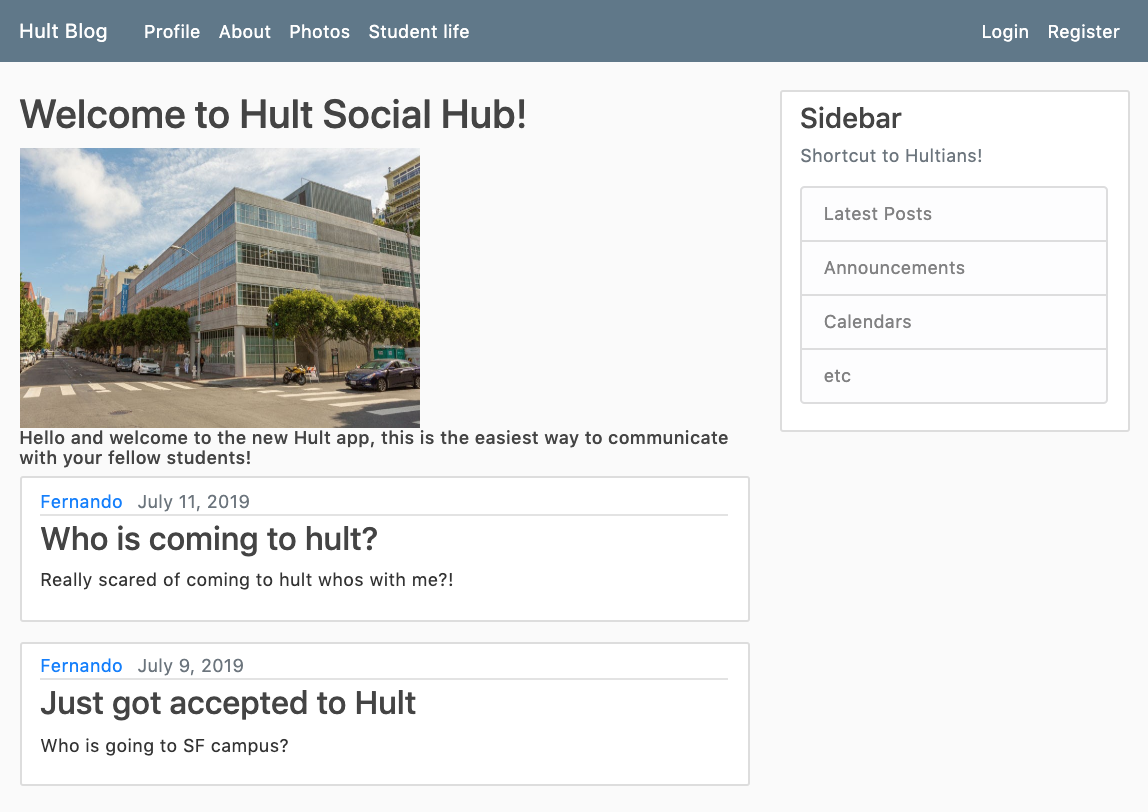 Hult Blog Profile About Photos Student life Login Register
Welcome to Hult Social Hub!
Hello and welcome to the new Hult app, this is the easiest way to communicate
with your fellow students!
Fernando July 11, 2019
Who is coming to hult?
Really scared of coming to hult whos with me?!
Fernando July 9, 2019
Just got accepted to Hult
Who is going to SF campus?
Sidebar
Shortcut to Hultians!
Latest Posts
Announcements
Calendars
etc